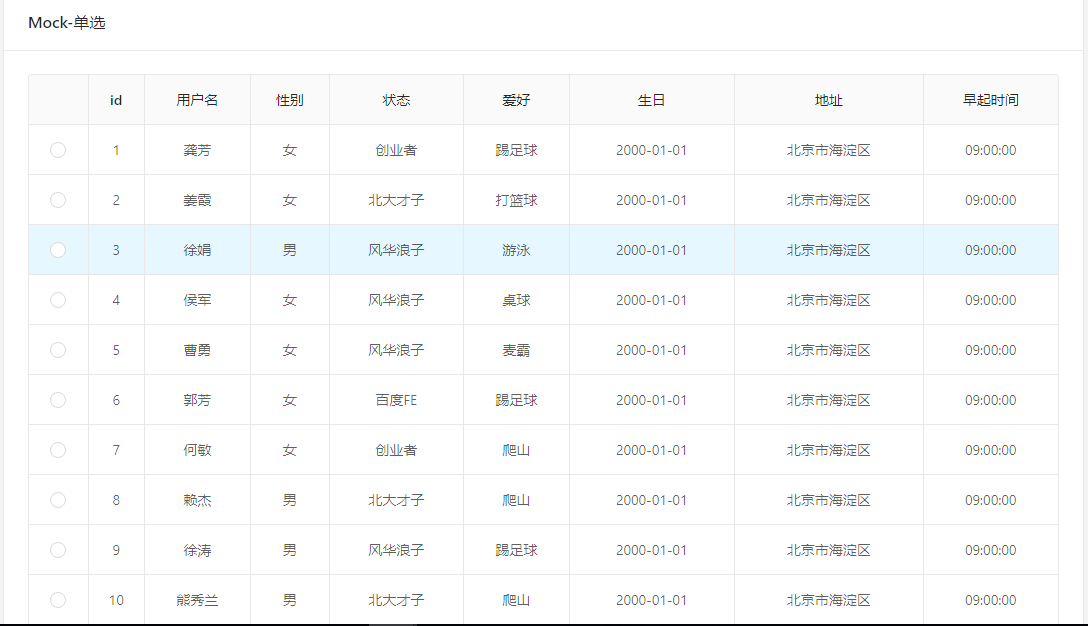 Mock-单选
id 用户名 性别 状态 爱好 生日 地址 早起时间
1 龚芳 女 创业者 踢足球 2000-01-01 北京市海淀区 09:00:00
2 姜霞 女 北大才子 打篮球 2000-01-01 北京市海淀区 09:00:00
3 徐娟 男 风华浪子 游泳 2000-01-01 北京市海淀区 09:00:00
4 侯军 女 风华浪子 桌球 2000-01-01 北京市海淀区 09:00:00
5 曹勇 女 风华浪子 麦霸 2000-01-01 北京市海淀区 09:00:00
6 郭芳 女 百度FE 踢足球 2000-01-01 北京市海淀区 09:00:00
7 何敏 女 创业者 爬山 2000-01-01 北京市海淀区 09:00:00
8 赖杰 男 北大才子 爬山 2000-01-01 北京市海淀区 09:00:00
9 徐涛 男 风华浪子 踢足球 2000-01-01 北京市海淀区 09:00:00
10 熊秀兰 男 北大才子 爬山 2000-01-01 北京市海淀区 09:00:00